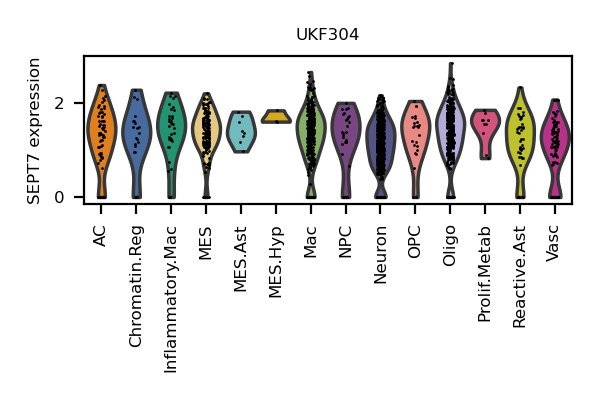 UKF304
SEPT7 expression
2
0
AC
Chromatin.Reg
Inflammatory.Mac
MES
MES.Ast
MES.Hyp
Mac
NPC
Neuron
OPC
Oligo
Prolif.Metab
Reactive.Ast
Vasc